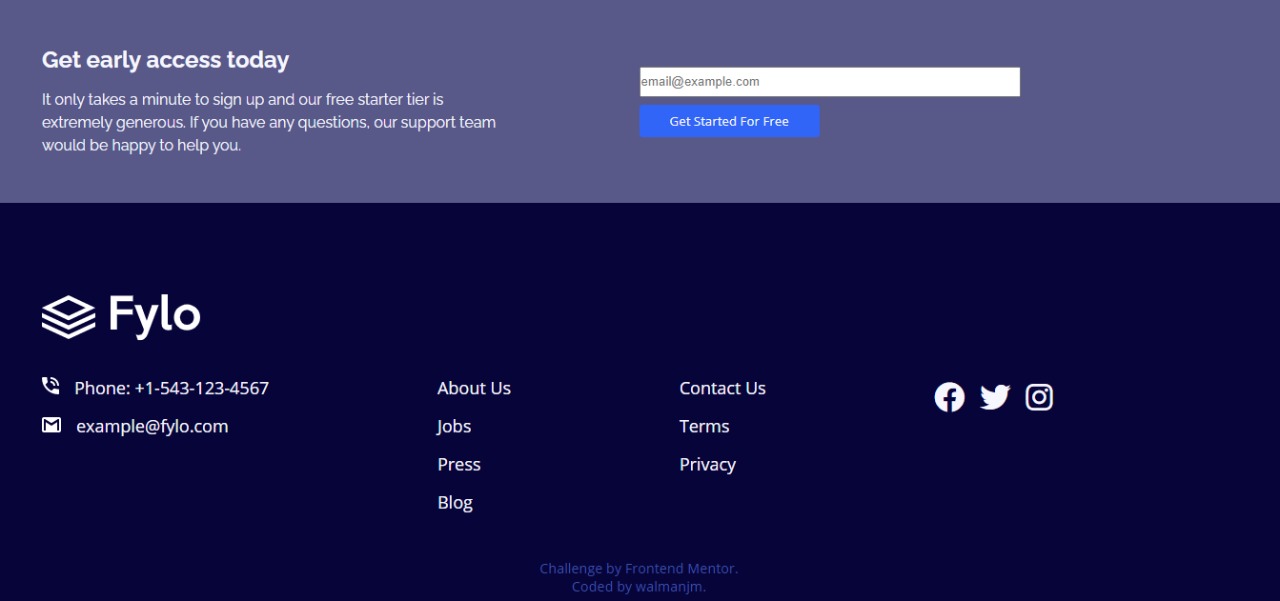 Get early access today
It only takes a minute to sign up and our free starter tier is
extremely generous. If you have any questions, our support team
would be happy to help you.
email@example.com
Get Started For Free
Fylo
Phone: +1-543-123-4567
example@fylo.com
About Us
Jobs
Press
Blog
Contact Us
Terms
Privacy
Challenge by Frontend Mentor.
Coded by walmanjm.